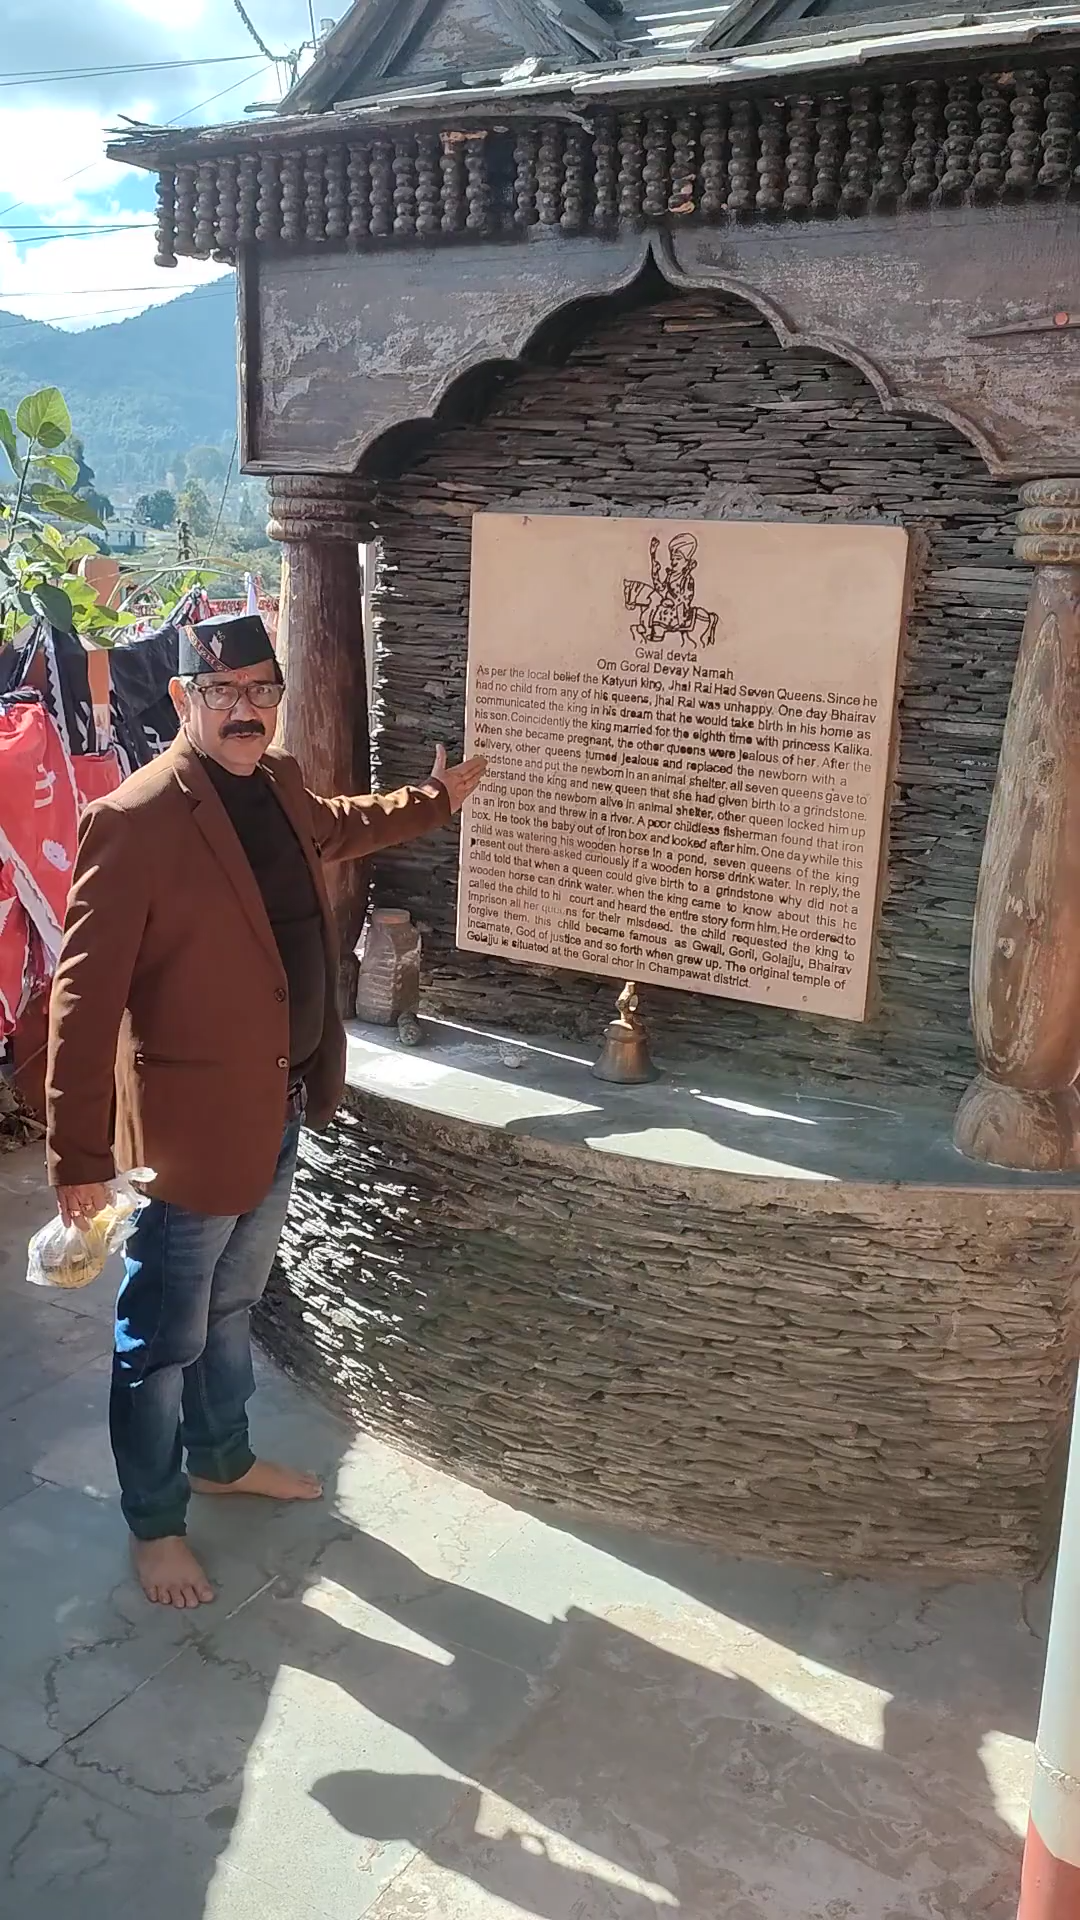 Gwal devta
Om Goral Devay Namah
As per the local belief the Katyuri king, Jhal Rai Had Seven Queens. Since he
had no child from any of his queens, jhal Rai was unhappy. One day Bhairav
communicated the king in his dream that he would take birth in his home as
his son. Coincidently the king married for the eighth time with princess Kalika.
When she became pregnant, the other queens were jealous of her. After the
delivery, other queens turned jealous and replaced the newborn with a
ndstone and put the newborn in an animal shelter. all seven queens gave to
derstand the king and new queen that she had given birth to a grindstone.
inding upon the newborn alive in animal shelter, other queen locked him up
in an iron box and threw in a river. A poor childless fisherman found that iron
box. He took the baby out of iron box and looked after him. One day while this
child was watering his wooden horse in a pond, seven queens of the king
present out there asked curiously if a wooden horse drink water. In reply, the
child told that when a queen could give birth to a grindstone why did not a
wooden horse can drink water. when the king came to know about this he
called the child to hi court and heard the entire story form him. He ordered to
imprison all her queens for their misdeed. the child requested the king to
forgive them. this child became famous as Gwall, Goril, Golajju, Bhairav
Incarnate, God of justice and so forth when grew up. The original temple of
Golajju is situated at the Goral chor in Champawat district.